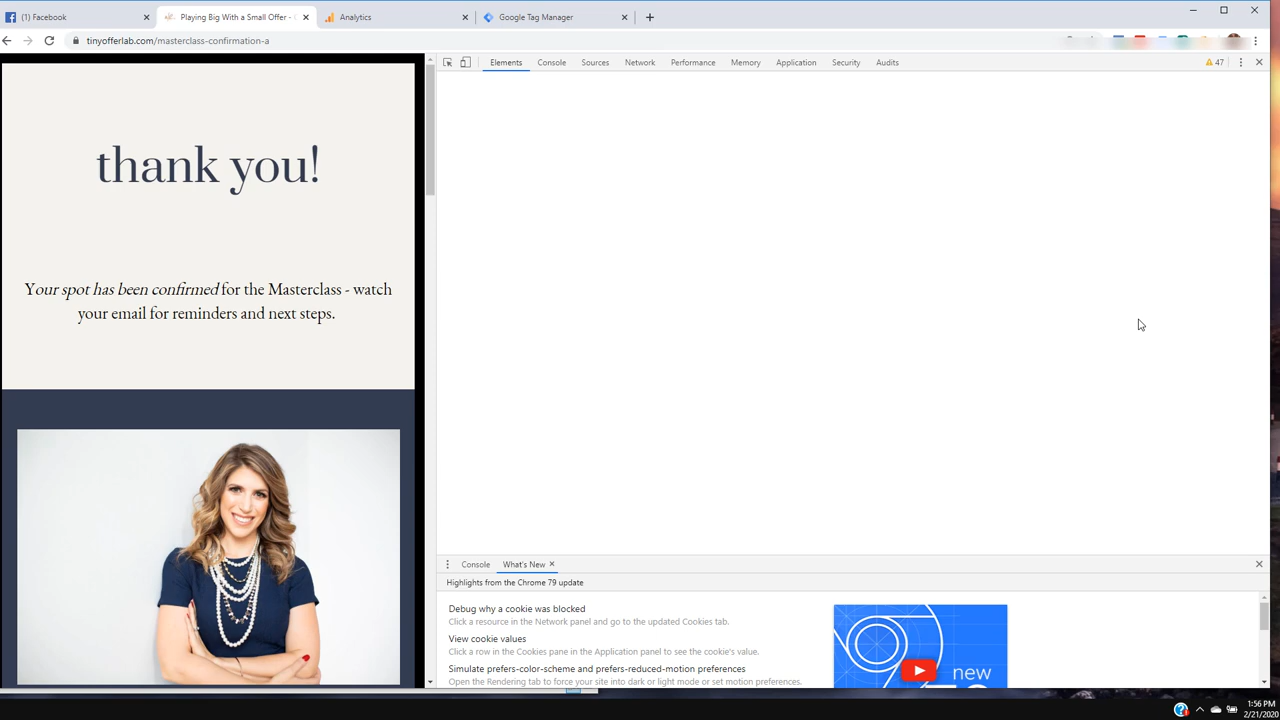 (1) Facebook
Playing Big With a Small Offer -
Analytics
Google Tag Manager
tinyofferlab.com/masterclass-confirmation-a
Elements Console Sources Network Performance Memory Application Security Audits
47
thank you!
Your spot has been confirmed for the Masterclass - watch
your email for reminders and next steps.
Console What's New
Highlights from the Chrome 79 update
Debug why a cookie was blocked
Click a resource in the Network panel and go to the updated Cookies tab.
View cookie values
Click a row in the Cookies pane in the Application panel to see the cookie's value.
Simulate prefers-color-scheme and prefers-reduced-motion preferences
Open the Rendering tab to force your site into dark or light mode or set motion preferences.
new
1:56 PM
2/21/2020